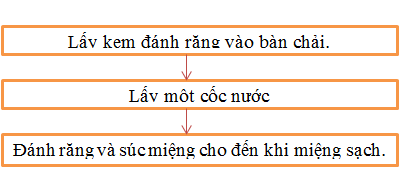 Lấy kem đánh răng vào bàn chải.
Lấy một cốc nước
Đánh răng và súc miệng cho đến khi miệng sạch.